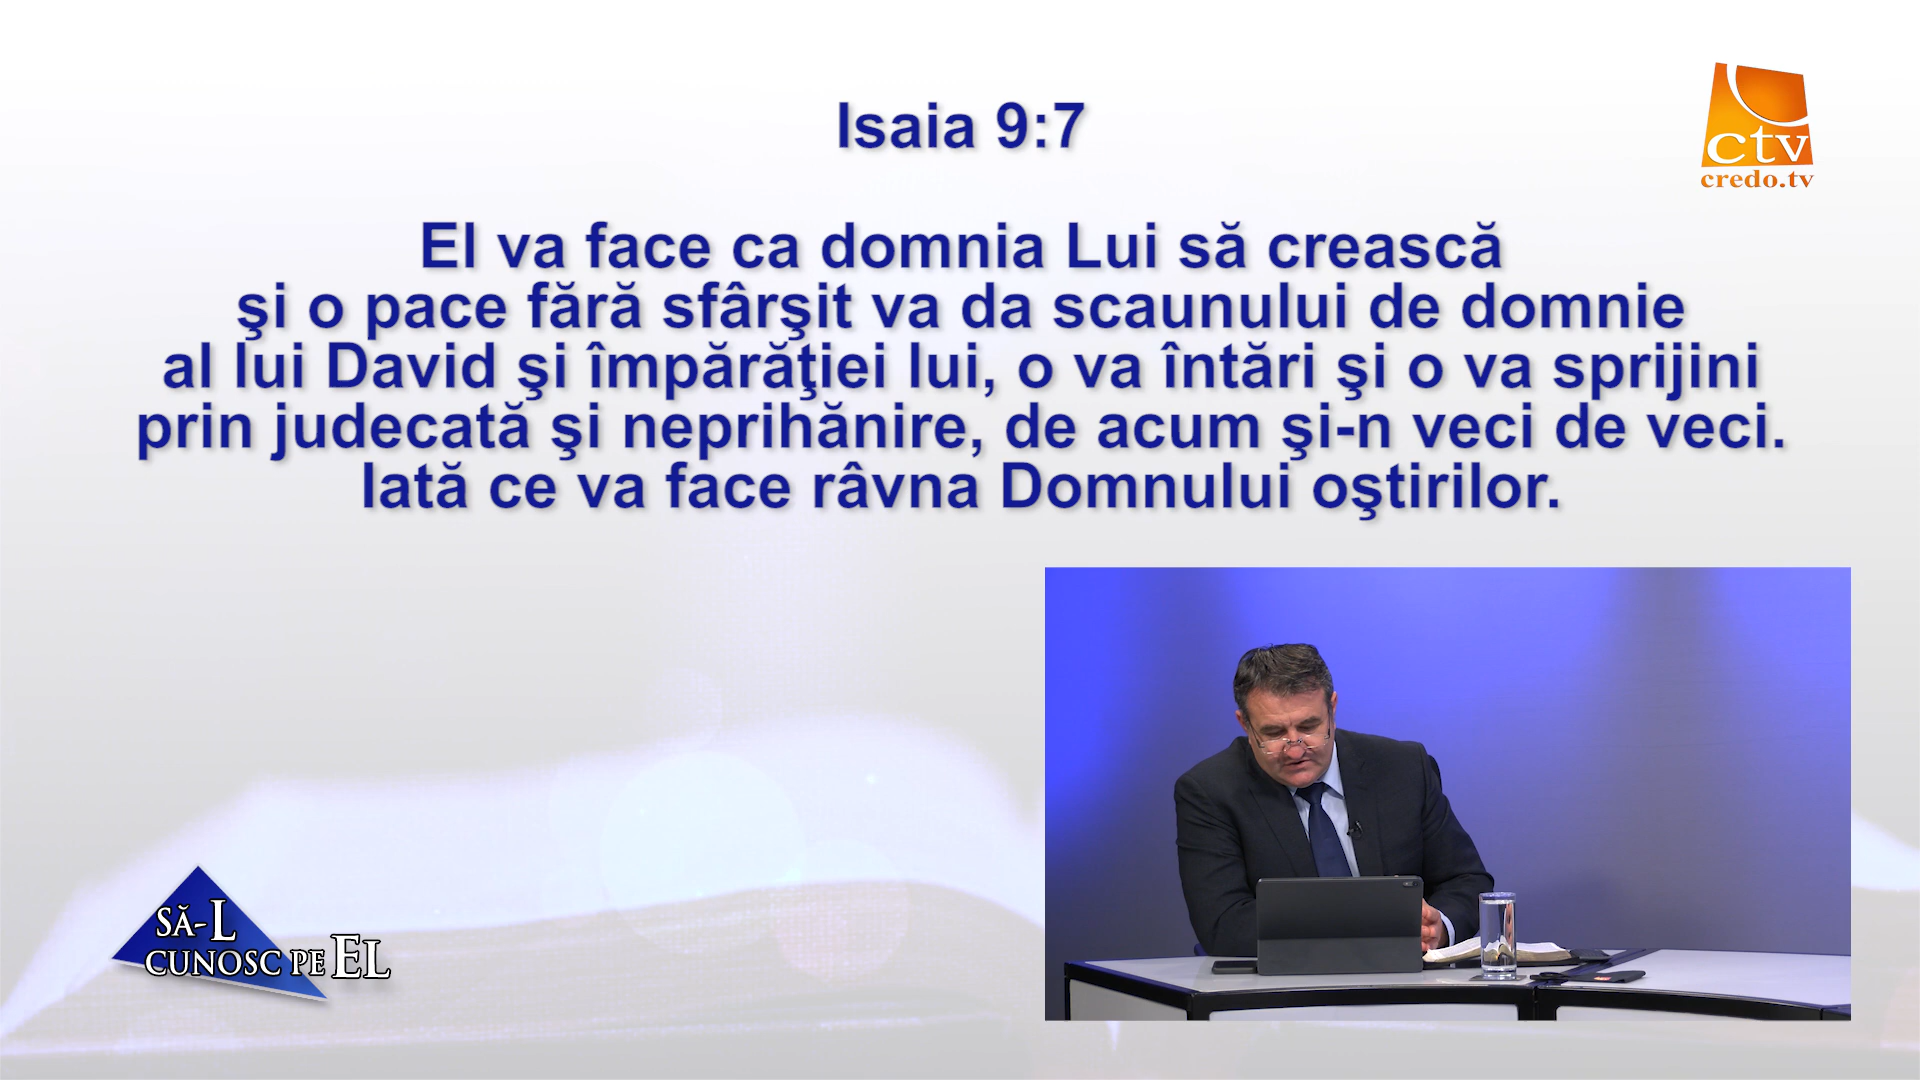 Isaia 9:7
ctv
credo.tv
El va face ca domnia Lui să crească
şi o pace fără sfârşit va da scaunului de domnie
al lui David şi împărăţiei lui, o va întări şi o va sprijini
prin judecată şi neprihănire, de acum şi-n veci de veci.
Iată ce va face râvna Domnului oştirilor.
SĂ-L
CUNOSC PE EL